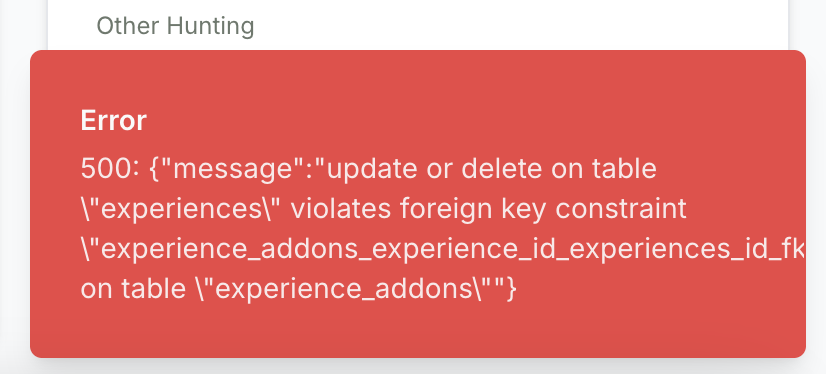 Other Hunting
Error
500: {"message":"update or delete on table
\"experiences\" violates foreign key constraint
\"experience_addons_experience_id_experiences_id_fk
on table \"experience_addons\""}